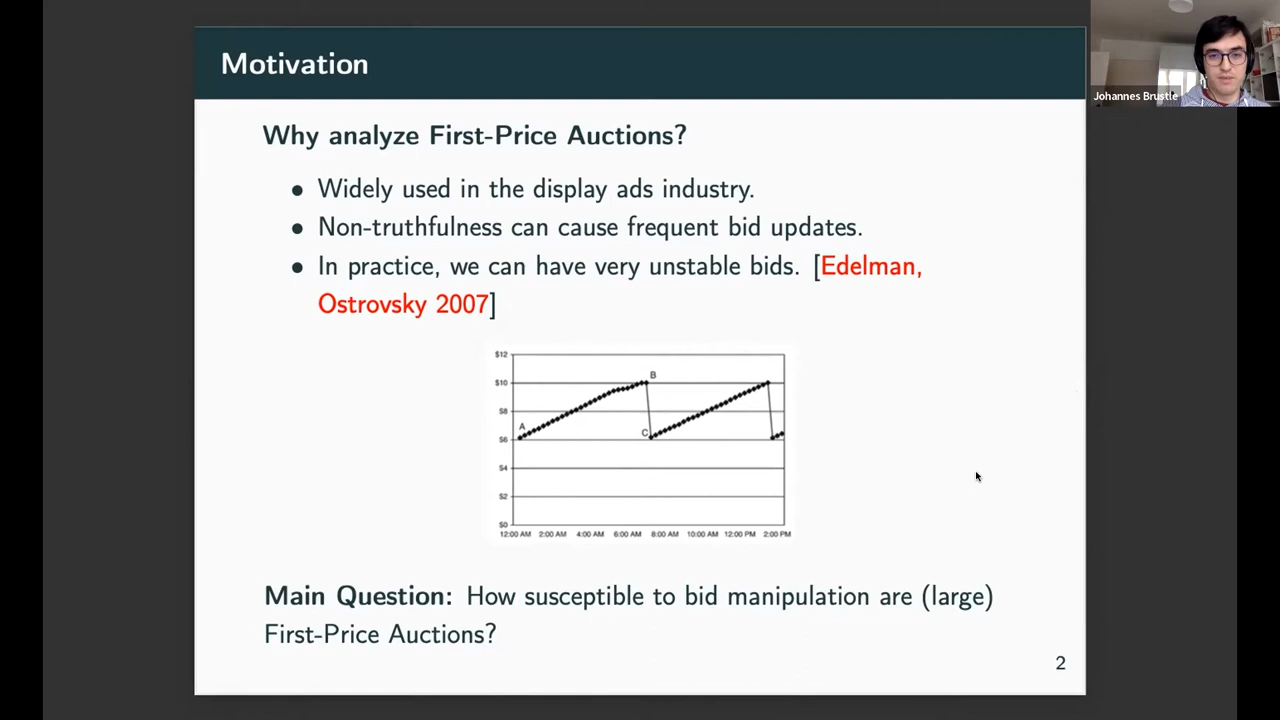 Motivation
Johannes Brustle
Why analyze First-Price Auctions?
• Widely used in the display ads industry.
• Non-truthfulness can cause frequent bid updates.
• In practice, we can have very unstable bids. [Edelman,
Ostrovsky 2007]
$12
$10
$8
$6
$4
$2
$0
A
B
C
12:00 AM 2:00 AM 4:00 AM 6:00 AM 8:00 AM 10:00 AM 12:00 PM 2:00 PM
Main Question: How susceptible to bid manipulation are (large)
First-Price Auctions?
2